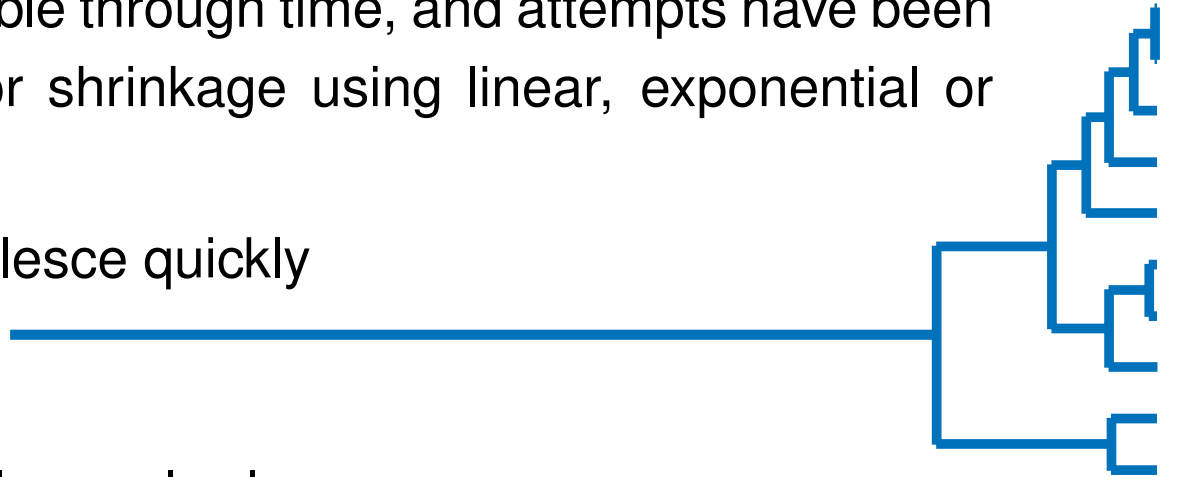 ble through time, and attempts have been
or shrinkage using linear, exponential or
lesce quickly